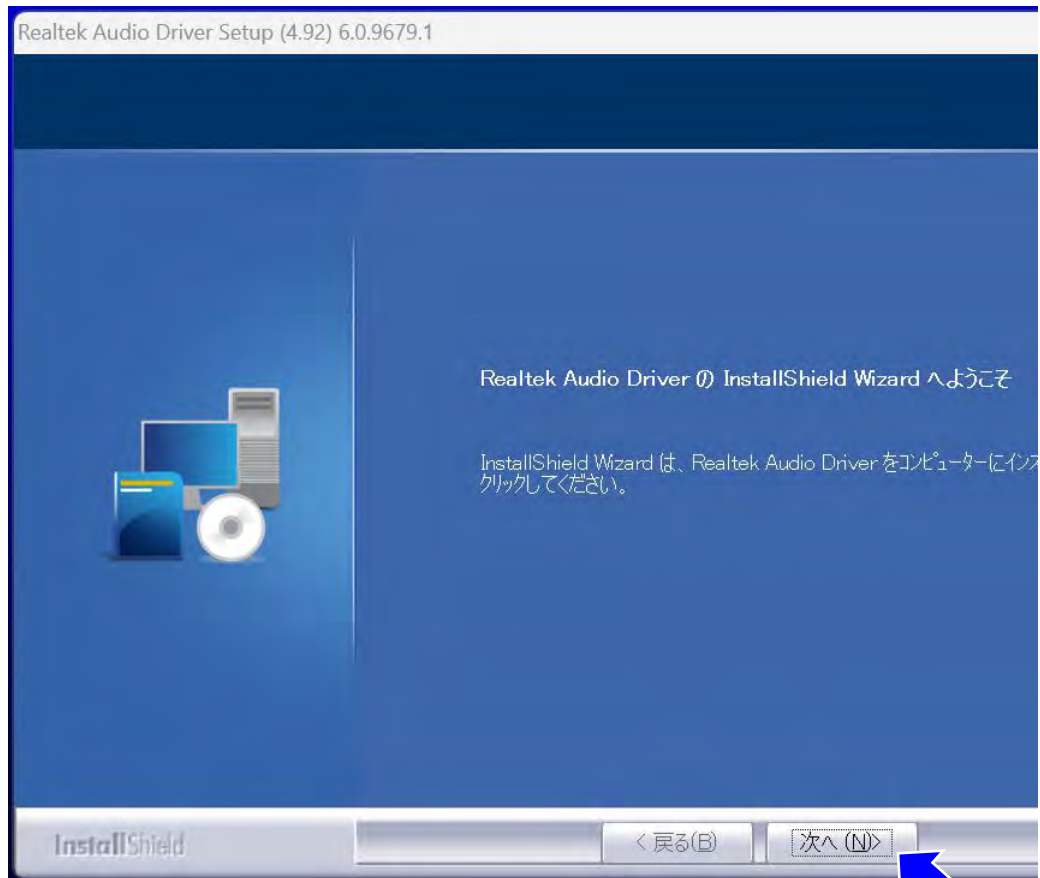 Realtek Audio Driver Setup (4.92) 6.0.9679.1
Realtek Audio Driver の InstallShield Wizard へようこそ
InstallShield Wizard は、Realtek Audio Driver をコンピューターにインス
クリックしてください。
InstallShield
< 戻る(B)
次へ (N)>